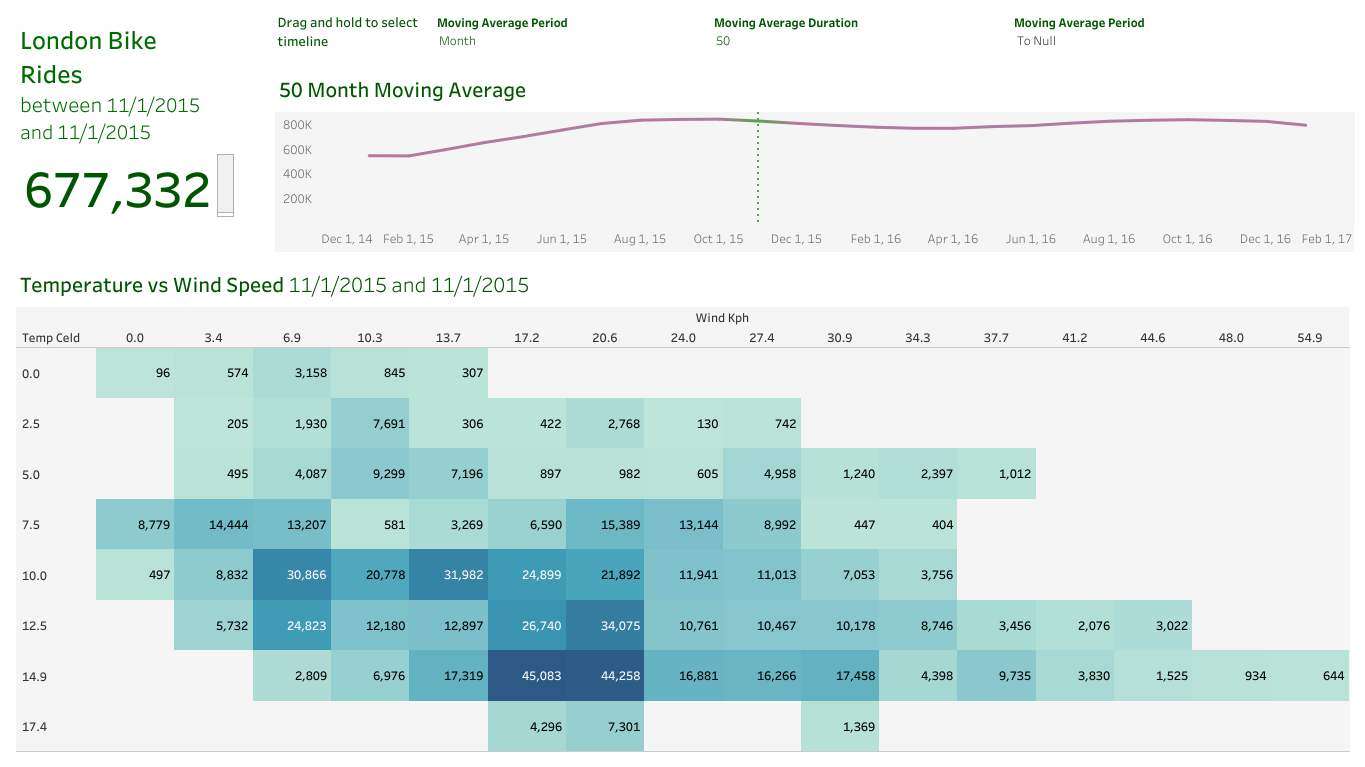 London Bike
Rides
between 11/1/2015
and 11/1/2015
677,332
Drag and hold to select
timeline
Moving Average Period
Month
Moving Average Duration
50
Moving Average Period
To Null
50 Month Moving Average
800K
600K
400K
200K
Dec 1, 14 Feb 1, 15 Apr 1, 15 Jun 1, 15 Aug 1, 15 Oct 1, 15 Dec 1, 15 Feb 1, 16 Apr 1, 16 Jun 1, 16 Aug 1, 16 Oct 1, 16 Dec 1, 16 Feb 1, 17
Temperature vs Wind Speed 11/1/2015 and 11/1/2015
Wind Kph
Temp Celd 0.0 3.4 6.9 10.3 13.7 17.2 20.6 24.0 27.4 30.9 34.3 37.7 41.2 44.6 48.0 54.9
0.0 96 574 3,158 845 307
2.5 205 1,930 7,691 306 422 2,768 130 742
5.0 495 4,087 9,299 7,196 897 982 605 4,958 1,240 2,397 1,012
7.5 8,779 14,444 13,207 581 3,269 6,590 15,389 13,144 8,992 447 404
10.0 497 8,832 30,866 20,778 31,982 24,899 21,892 11,941 11,013 7,053 3,756
12.5 5,732 24,823 12,180 12,897 26,740 34,075 10,761 10,467 10,178 8,746 3,456 2,076 3,022
14.9 2,809 6,976 17,319 45,083 44,258 16,881 16,266 17,458 4,398 9,735 3,830 1,525 934 644
17.4 4,296 7,301 1,369